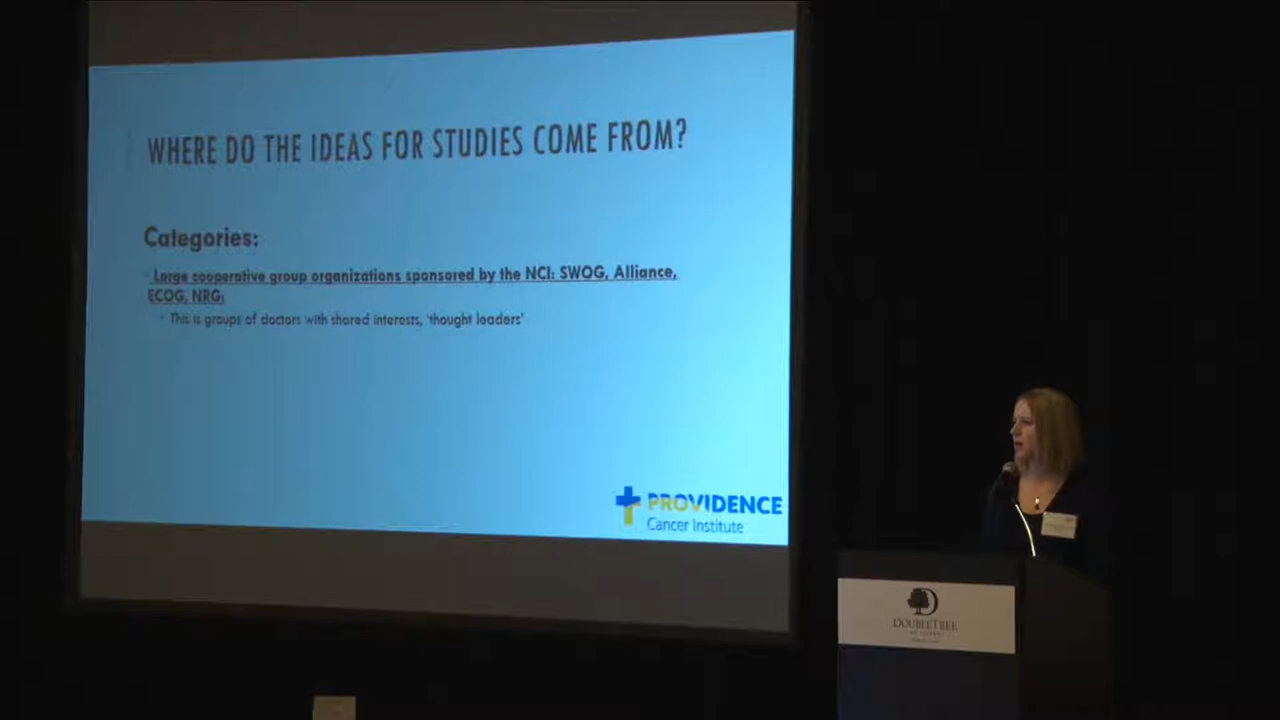 WHERE DO THE IDEAS FOR STUDIES COME FROM?
Categories:
Large cooperative group organizations sponsored by the NCI: SWOG, Alliance,
ECOG, NRG:
This is groups of doctors with shared interests, 'thought leaders'
PROVIDENCE
Cancer Institute
DOUBLETREE